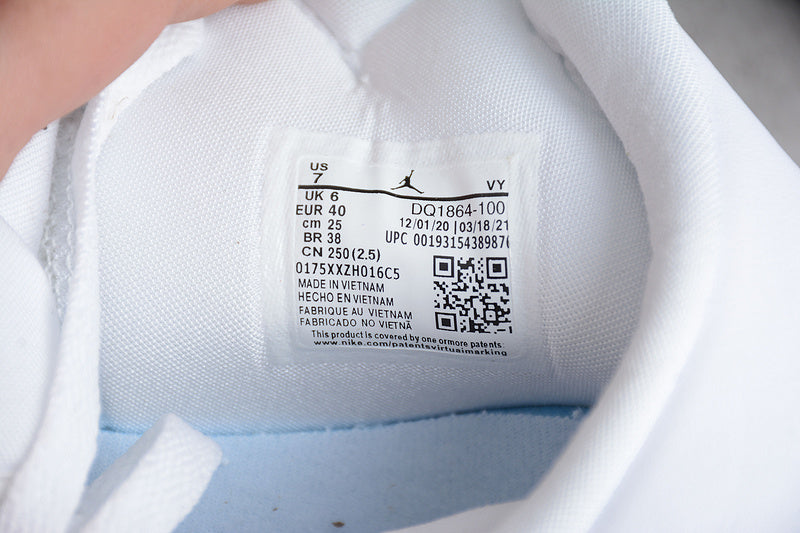 US
7
VY
UK 6
EUR 40 DQ1864-100
cm 25 12/01/20 | 03/18/21
BR 38 UPC 00193154389876
CN 250(2.5)
0175XXZH016C5
MADE IN VIETNAM
HECHO EN VIETNAM
FABRIQUE AU VIETNAM
FABRICADO NO VIETNÃ
This product is covered by one ormore patents
www.nike.com/patentsvirtualmarking